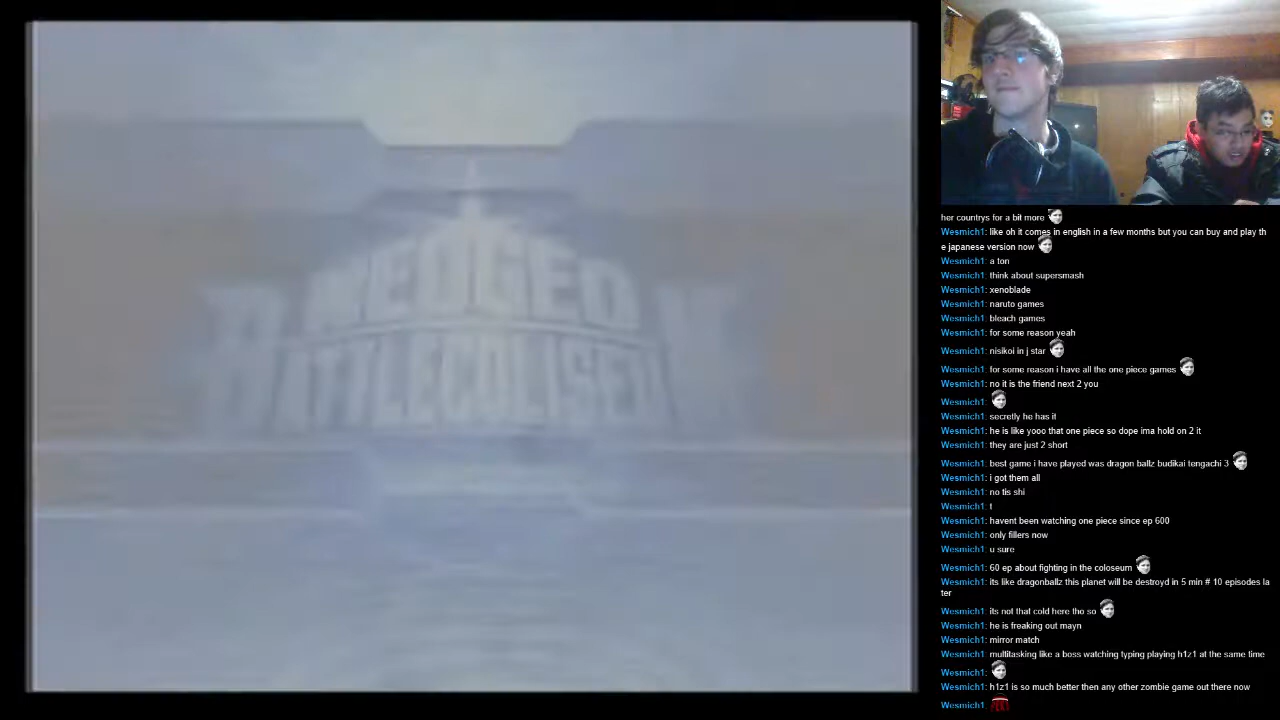 her countrys for a bit more
Wesmich1: like oh it comes in english in a few months but you can buy and play th
e japanese version now
Wesmich1: a ton
Wesmich1: think about supersmash
Wesmich1: xenoblade
Wesmich1: naruto games
Wesmich1: bleach games
Wesmich1: for some reason yeah
Wesmich1: nisikoi in j star
Wesmich1: for some reason i have all the one piece games
Wesmich1: no it is the friend next 2 you
Wesmich1:
Wesmich1: secretly he has it
Wesmich1: he is like yooo that one piece so dope ima hold on 2 it
Wesmich1: they are just 2 short
Wesmich1: best game i have played was dragon ballz budikai tengachi 3
Wesmich1: i got them all
Wesmich1: no tis shi
Wesmich1: t
Wesmich1: havent been watching one piece since ep 600
Wesmich1: only fillers now
Wesmich1: u sure
Wesmich1: 60 ep about fighting in the coloseum
Wesmich1: its like dragonballz this planet will be destroyd in 5 min # 10 episodes la
ter
Wesmich1: its not that cold here tho so
Wesmich1: he is freaking out mayn
Wesmich1: mirror match
Wesmich1: multitasking like a boss watching typing playing h1z1 at the same time
Wesmich1:
Wesmich1: h1z1 is so much better then any other zombie game out there now
Wesmich1: